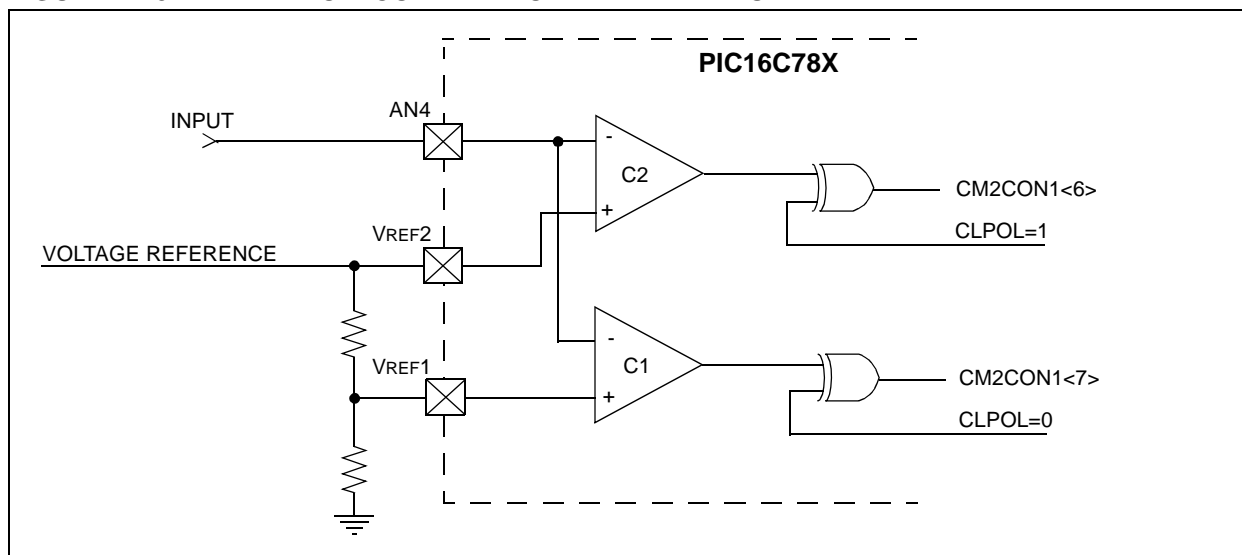 PIC16C78X
AN4
INPUT
-
C2
+
CM2CON1<6>
CLPOL=1
VREF2
VOLTAGE REFERENCE
-
C1
+
VREF1
CM2CON1<7>
CLPOL=0